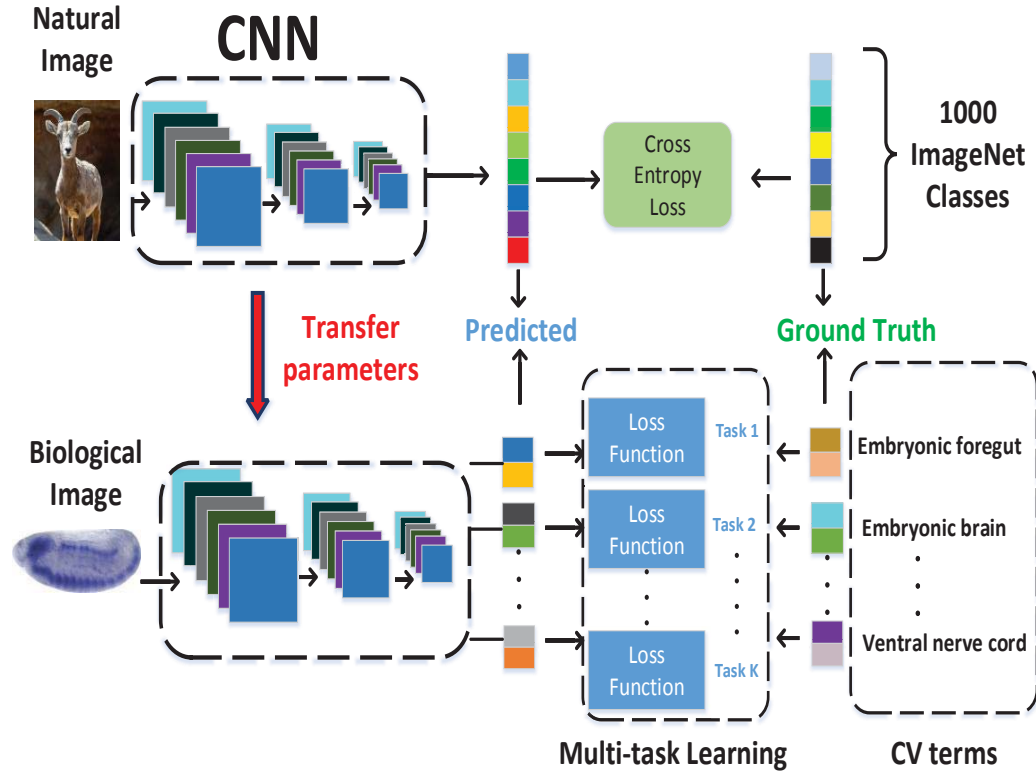 Natural
Image
CNN
Cross
Entropy
Loss
1000
ImageNet
Classes
Transfer
parameters
Predicted
Ground Truth
Biological
Image
Loss
Function
Task 1
Embryonic foregut
Loss
Function
Task 2
Embryonic brain
Loss
Function
Task K
Ventral nerve cord
Multi-task Learning
CV terms